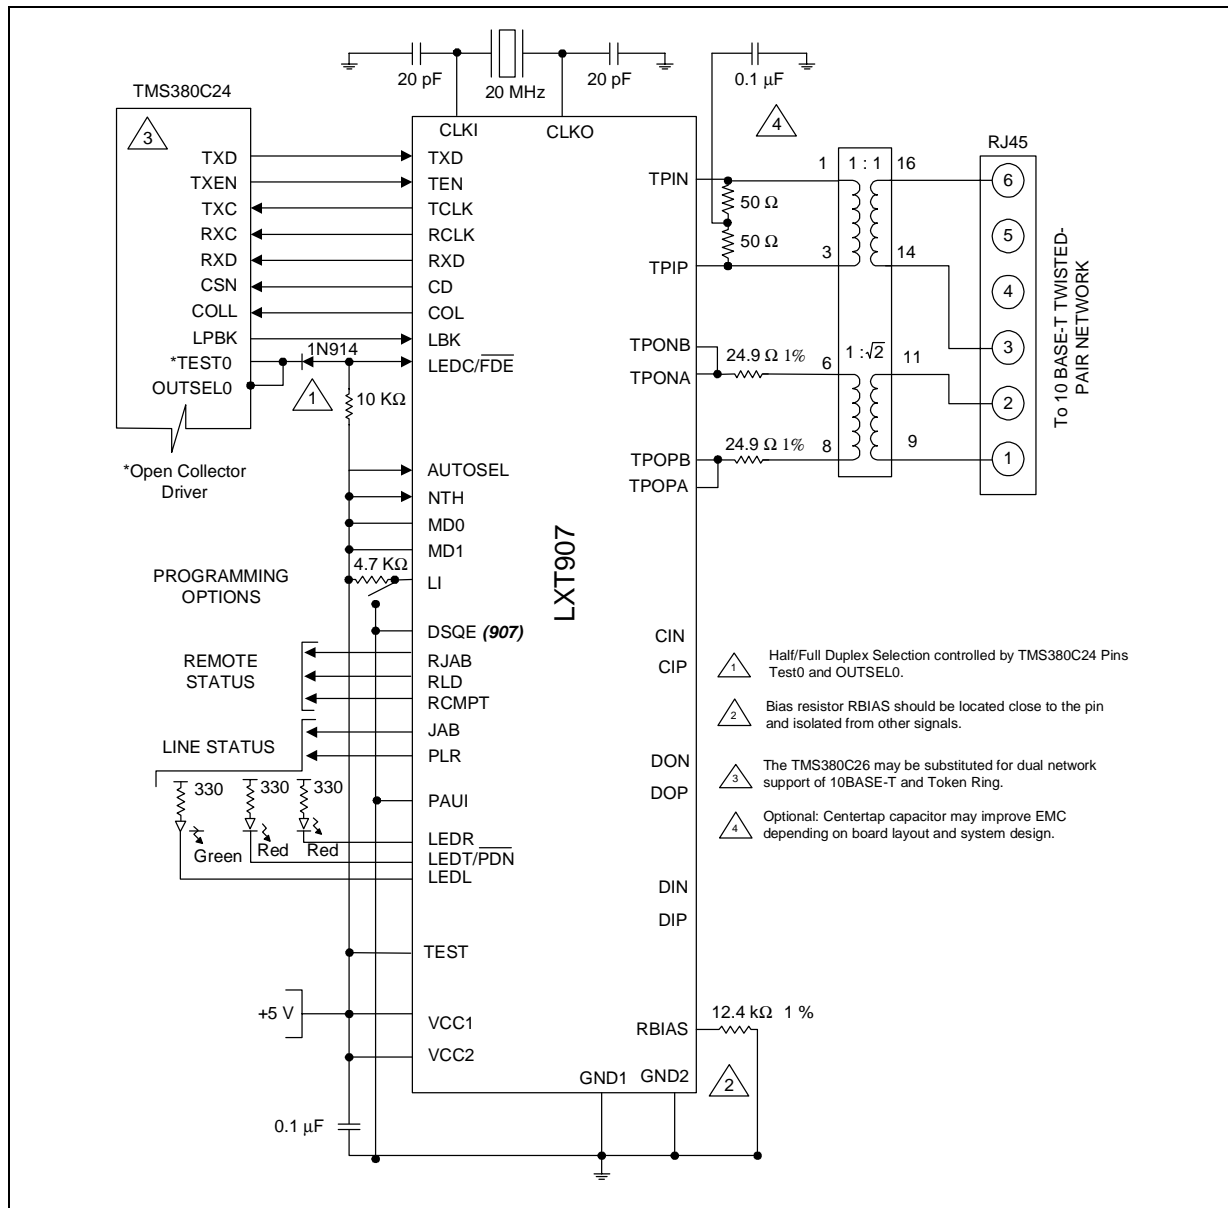 20 pF
20 MHz
20 pF
0.1 µF
TMS380C24
3
TXD
TXEN
TXC
RXC
RXD
CSN
COLL
LPBK
*TEST0
OUTSEL0
*Open Collector
Driver
1N914
1
10 KΩ
CLKI
CLKO
TXD
TEN
TCLK
RCLK
RXD
CD
COL
LBK
LEDC/FDE
AUTOSEL
NTH
MD0
MD1
4.7 KΩ
LI
DSQE (907)
RJAB
RLD
RCMPT
JAB
PLR
PAUI
LEDR
LEDT/PDN
LEDL
TEST
VCC1
VCC2
PROGRAMMING
OPTIONS
REMOTE
STATUS
LINE STATUS
330
330
330
Green
Red
Red
+5 V
0.1 µF
LXT907
TPIN
TPIP
TPONB
TPONA
TPOPB
TPOPA
CIN
CIP
DON
DOP
DIN
DIP
RBIAS
GND1
GND2
12.4 kΩ 1 %
2
4
50 Ω
50 Ω
24.9 Ω 1%
24.9 Ω 1%
1
1 : 1
16
3
14
6
1 :√2
11
8
9
RJ45
6
5
4
3
2
1
To 10 BASE-T TWISTED-
PAIR NETWORK
1
Half/Full Duplex Selection controlled by TMS380C24 Pins
Test0 and OUTSEL0.
2
Bias resistor RBIAS should be located close to the pin
and isolated from other signals.
3
The TMS380C26 may be substituted for dual network
support of 10BASE-T and Token Ring.
4
Optional: Centertap capacitor may improve EMC
depending on board layout and system design.